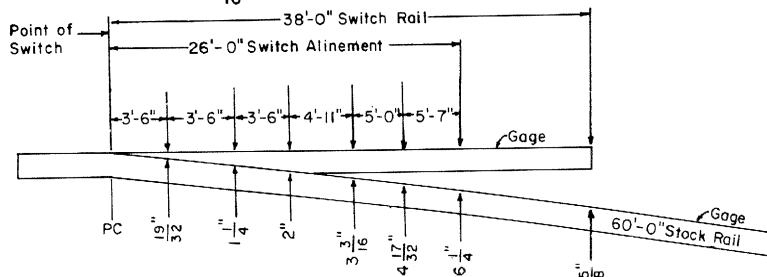 16
38'-0" Switch Rail
Point of
Switch
26'-0" Switch Alinement
3'-6" 3'-6" 3'-6" 4'-11" 5'-0" 5'-7"
Gage
PC
19/32"
1 1/4"
2"
3 3/16"
4 17/32"
6 1/4"
60'-0" Stock Rail
Gage